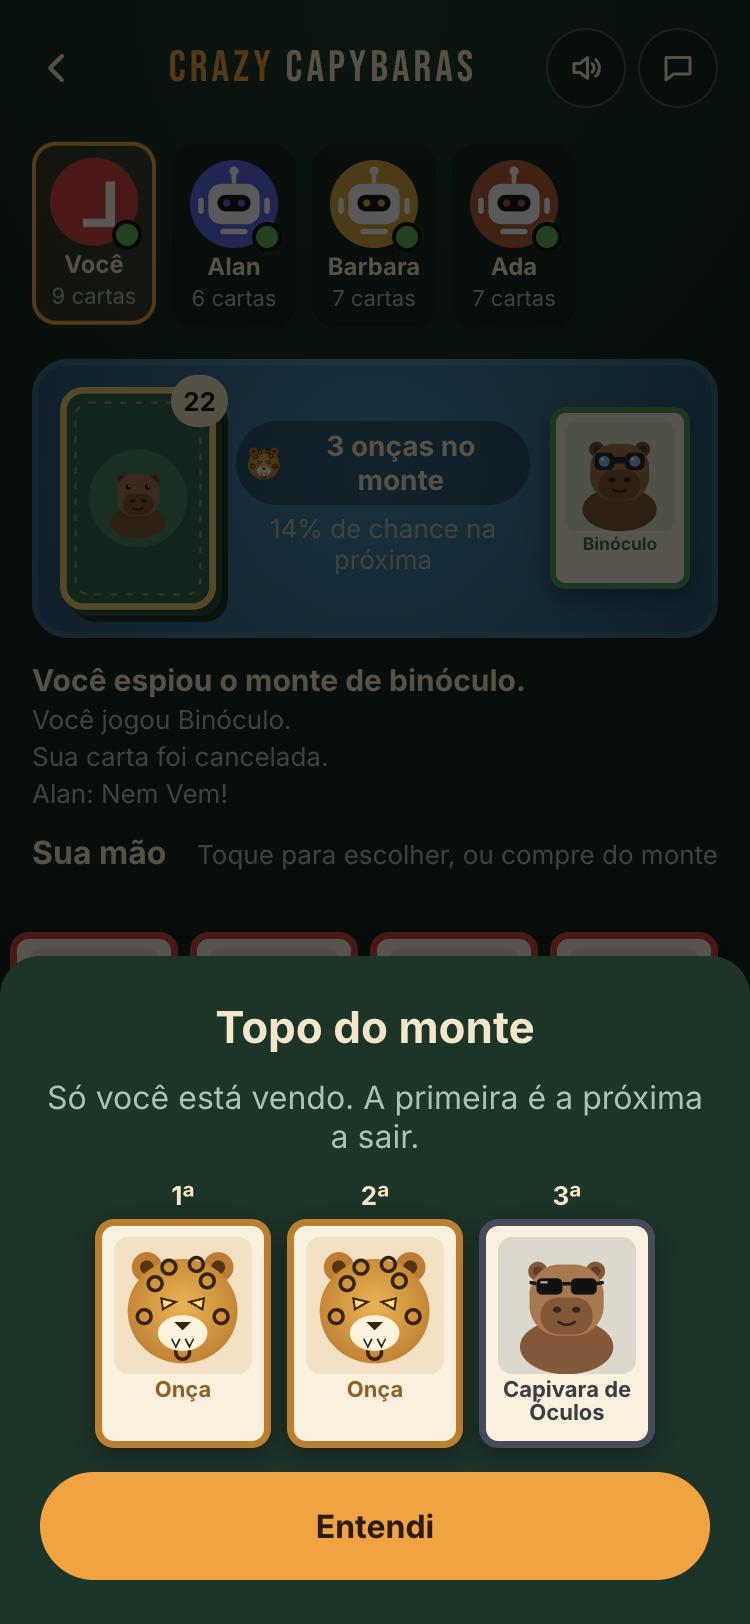 CRAZY CAPYBARAS
Você
9 cartas
Alan
6 cartas
Barbara
7 cartas
Ada
7 cartas
22
3 onças no
monte
14% de chance na
próxima
Binóculo
Você espiou o monte de binóculo.
Você jogou Binóculo.
Sua carta foi cancelada.
Alan: Nem Vem!
Sua mão
Toque para escolher, ou compre do monte
Topo do monte
Só você está vendo. A primeira é a próxima
a sair.
1ª
2ª
3ª
Onça
Onça
Capivara de
Óculos
Entendi